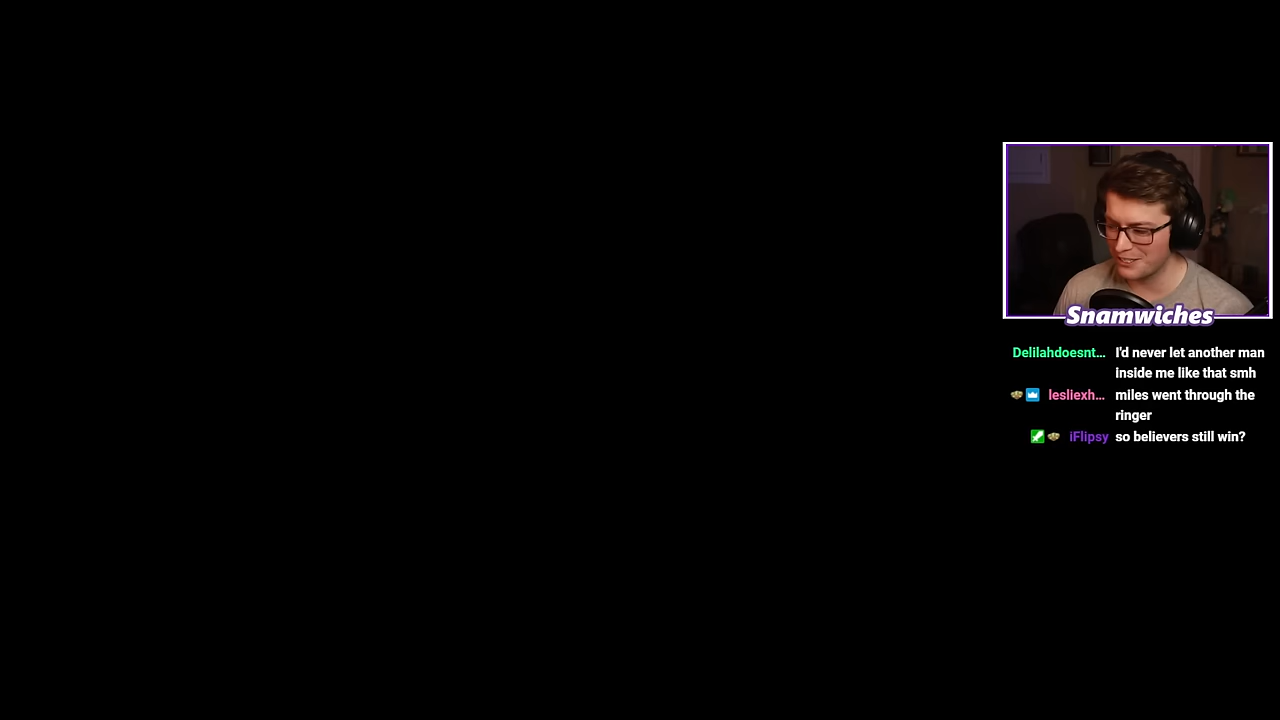 Snamwiches
Delilahdoesnt… I'd never let another man
inside me like that smh
lesliexh… miles went through the
ringer
iFlipsy so believers still win?